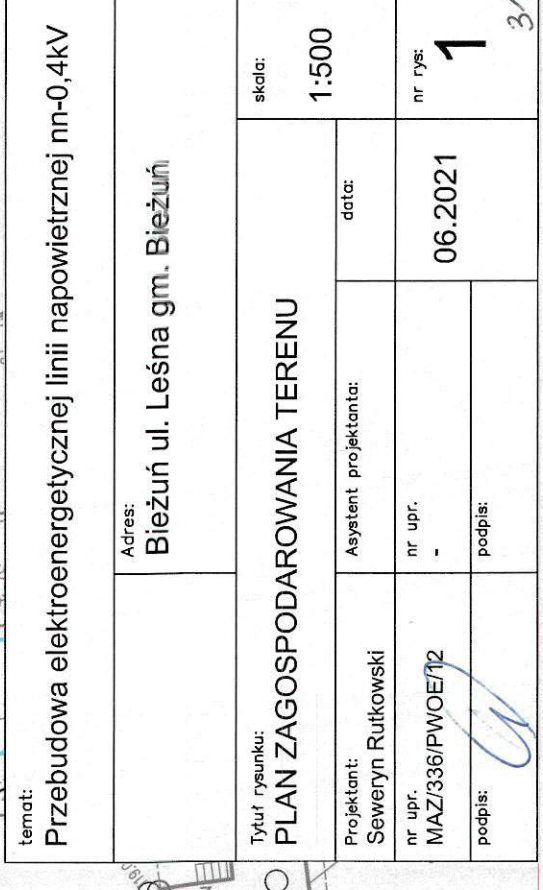 temat:
Przebudowa elektroenergetycznej linii napowietrznej nn-0,4kV
Adres:
Bieżuń ul. Leśna gm. Bieżuń
Tytuł rysunku:
PLAN ZAGOSPODAROWANIA TERENU
skala:
1:500
Projektant:
Seweryn Rutkowski
Asystent projektanta:
data:
06.2021
nr rys:
1
nr upr.
MAZ/336/PWOE/12
nr upr.
-
podpis:
podpis: